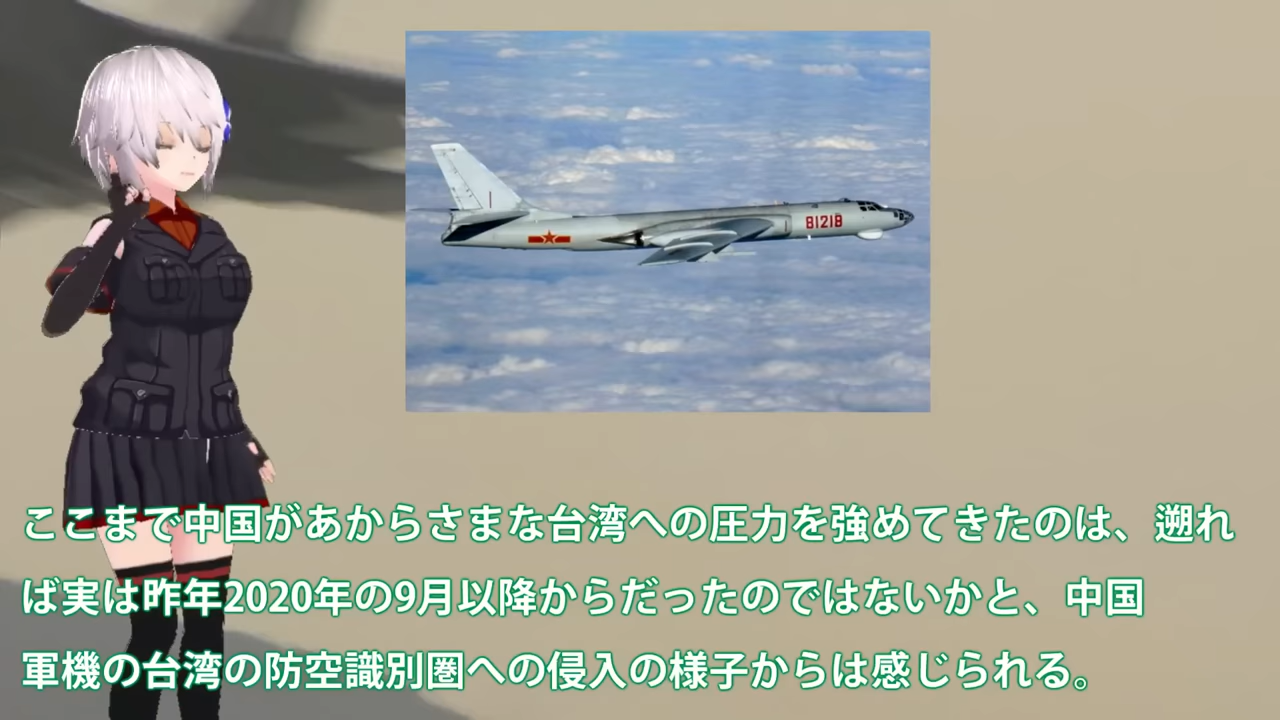 81218
ここまで中国があからさまな台湾への圧力を強めてきたのは、遡れ
ば実は昨年2020年の9月以降からだったのではないかと、中国
軍機の台湾の防空識別圏への侵入の様子からは感じられる。